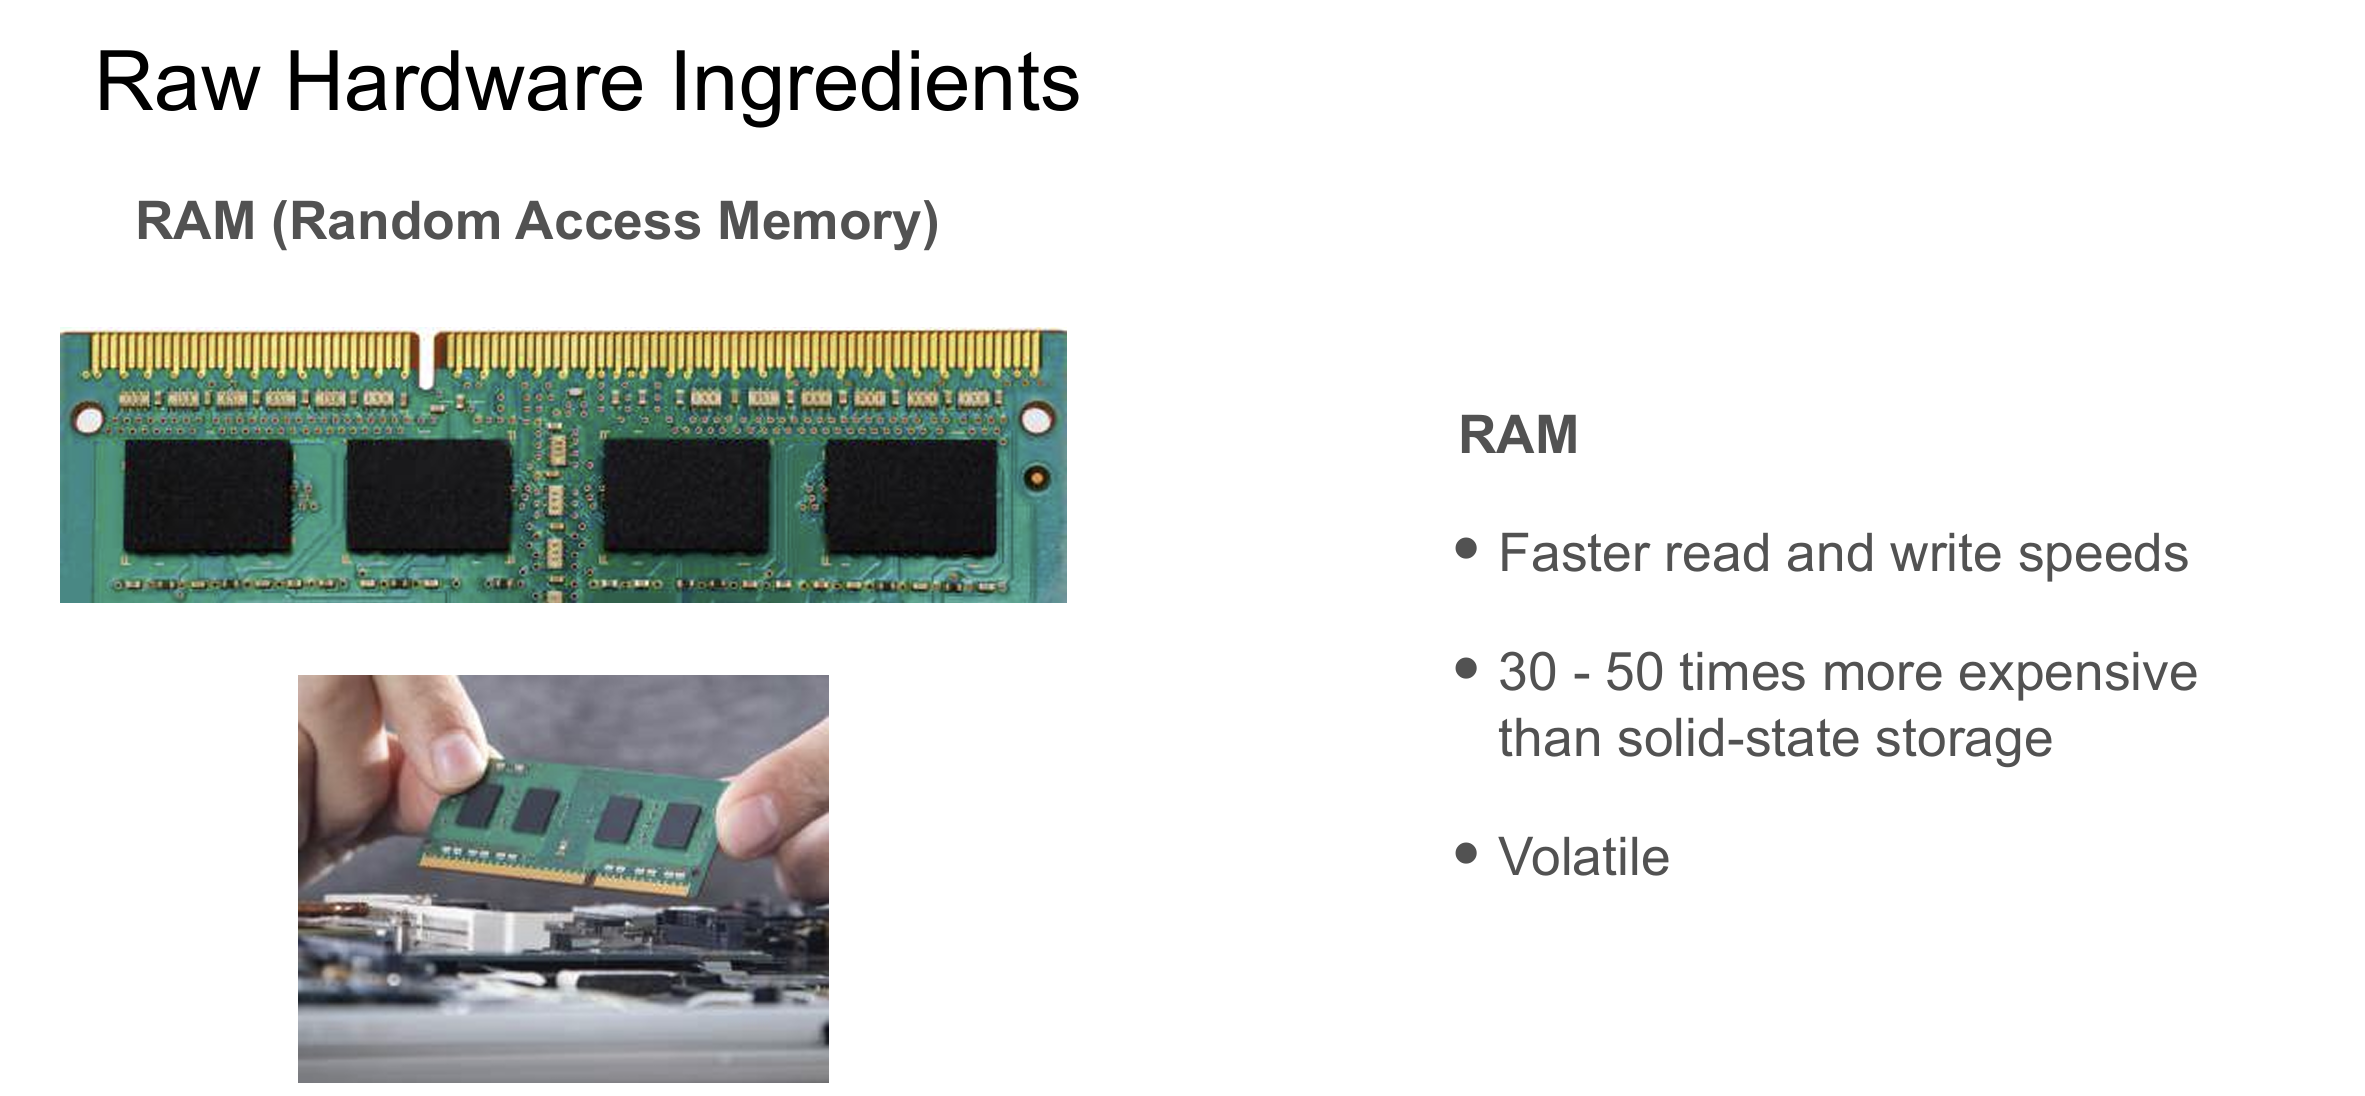 Raw Hardware Ingredients
RAM (Random Access Memory)
RAM
• Faster read and write speeds
• 30 - 50 times more expensive
than solid-state storage
• Volatile